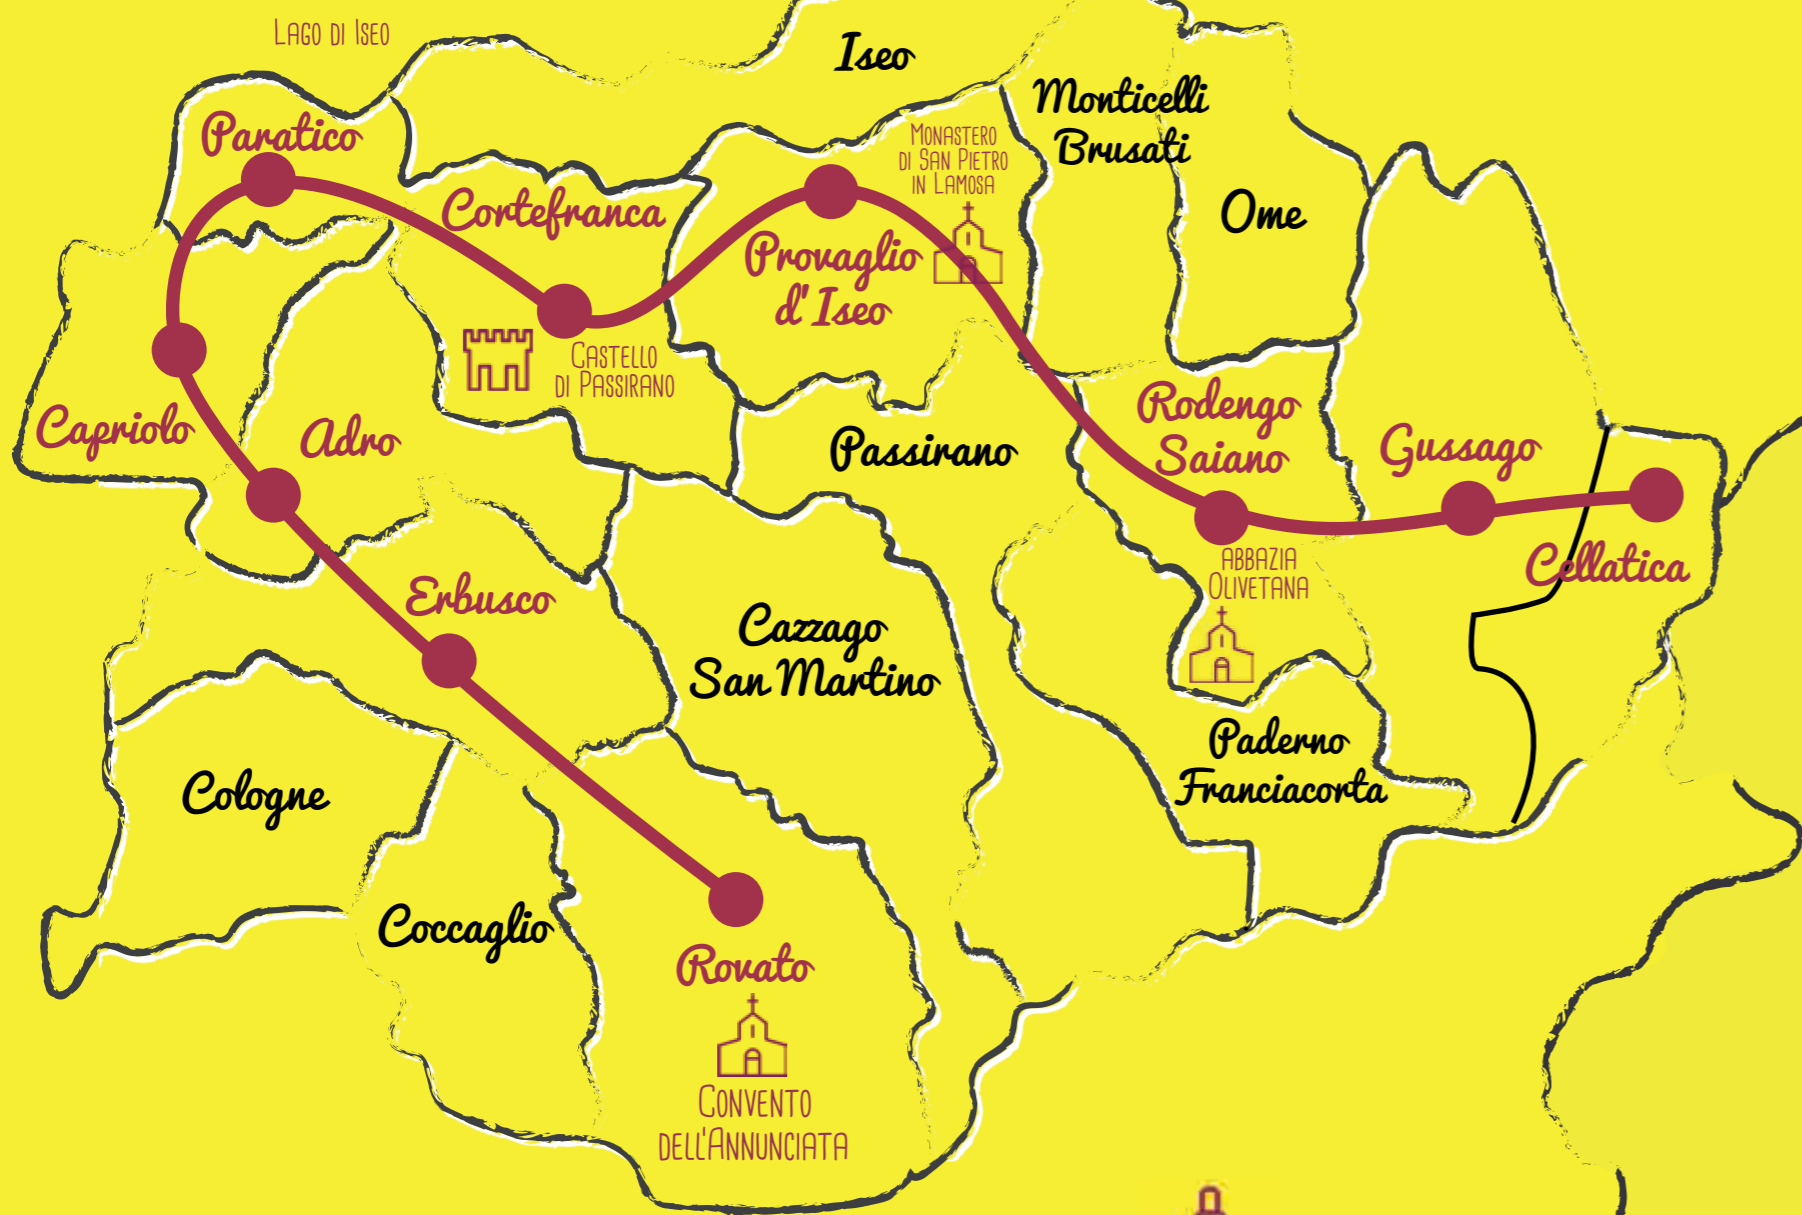 LAGO DI ISEO
Iseo
Monticelli
Brusati
Paratico
MONASTERO
DI SAN PIETRO
IN LAMOSA
Cortefranca
Ome
Provaglio
d'Iseo
CASTELLO
DI PASSIRANO
Capriolo
Adro
Passirano
Rodengo
Saiano
Gussago
ABBAZIA
OLIVETANA
Cellatica
Erbusco
Cazzago
San Martino
Paderno
Franciacorta
Cologne
Coccaglio
Rovato
CONVENTO
DELL'ANNUNCIATA